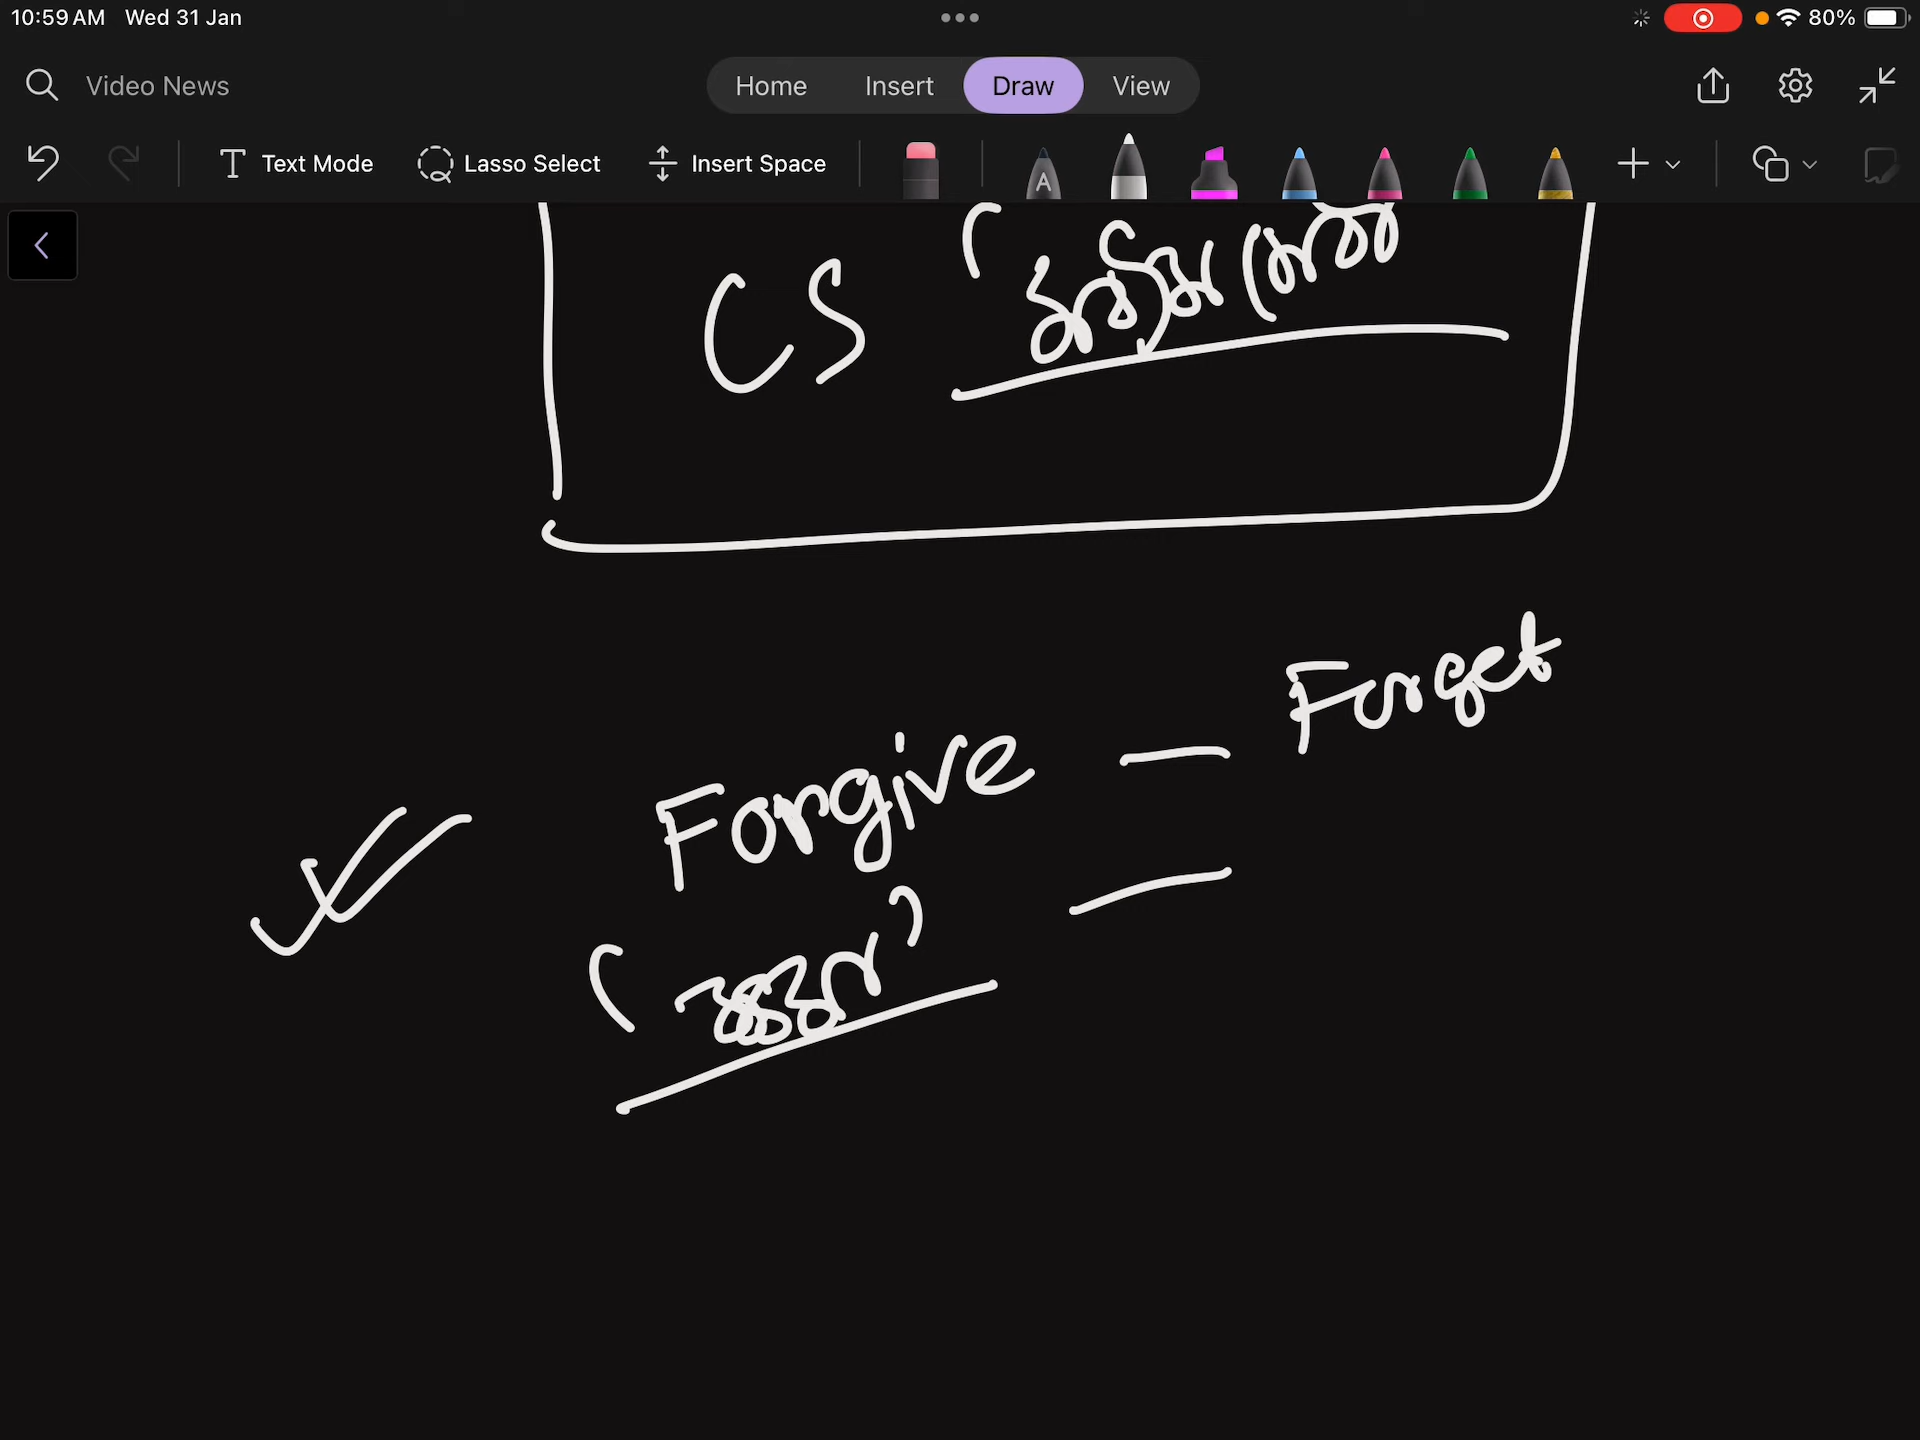 10:59 AM Wed 31 Jan
80%
Video News
Home Insert Draw View
Text Mode Lasso Select Insert Space
A
CS
Forgive — Forget